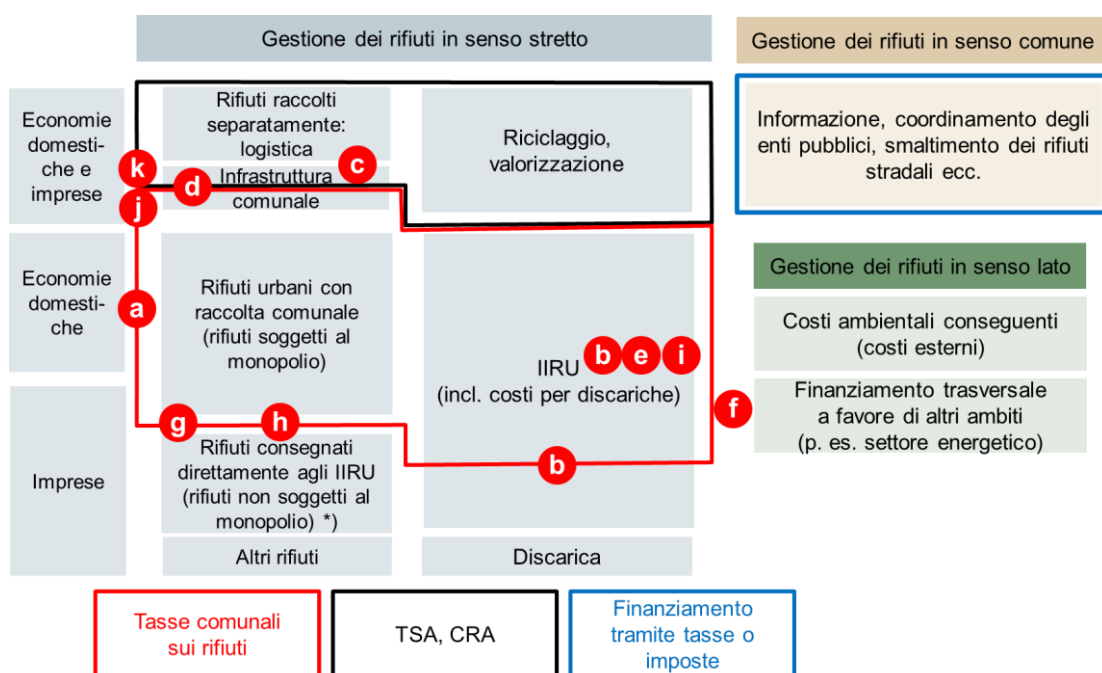 Gestione dei rifiuti in senso stretto
Gestione dei rifiuti in senso comune
Economie
domesti-
che e
imprese
Rifiuti raccolti
separatamente:
logistica
Riciclaggio,
valorizzazione
Informazione, coordinamento degli
enti pubblici, smaltimento dei rifiuti
stradali ecc.
k
c
d
Infrastruttura
comunale
j
Economie
domesti-
che
a
Rifiuti urbani con
raccolta comunale
(rifiuti soggetti al
monopolio)
IIRU
b
e
i
(incl. costi per discariche)
Gestione dei rifiuti in senso lato
Costi ambientali conseguenti
(costi esterni)
f
Finanziamento trasversale
a favore di altri ambiti
(p. es. settore energetico)
g
h
b
Imprese
Rifiuti consegnati
direttamente agli IIRU
(rifiuti non soggetti al
monopolio) *)
Altri rifiuti
Discarica
Tasse comunali
sui rifiuti
TSA, CRA
Finanziamento
tramite tasse o
imposte